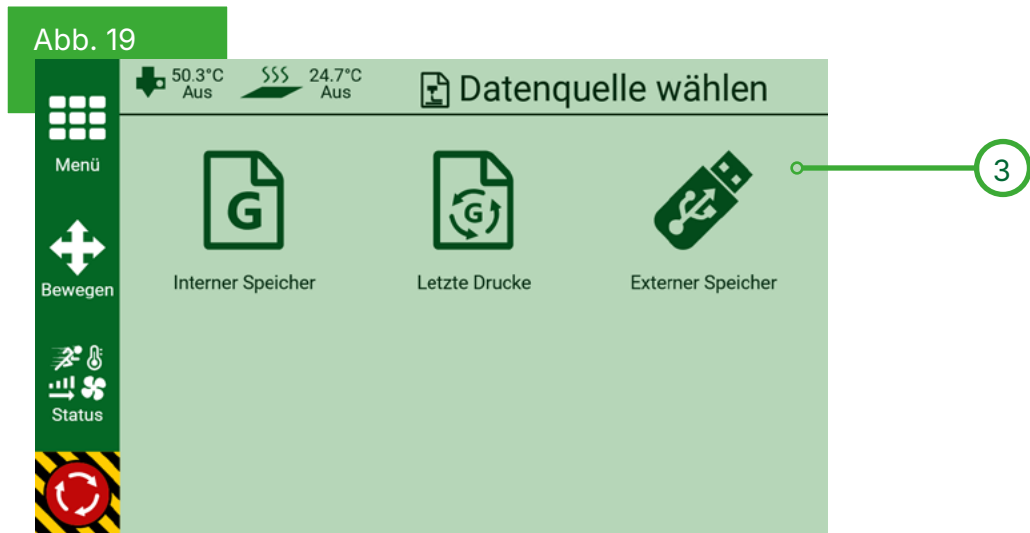 Abb. 19
50.3°C 24.7°C
Aus Aus
Datenquelle wählen
Menü
Bewegen
Status
G
G
Interner Speicher
Letzte Drucke
Externer Speicher
3